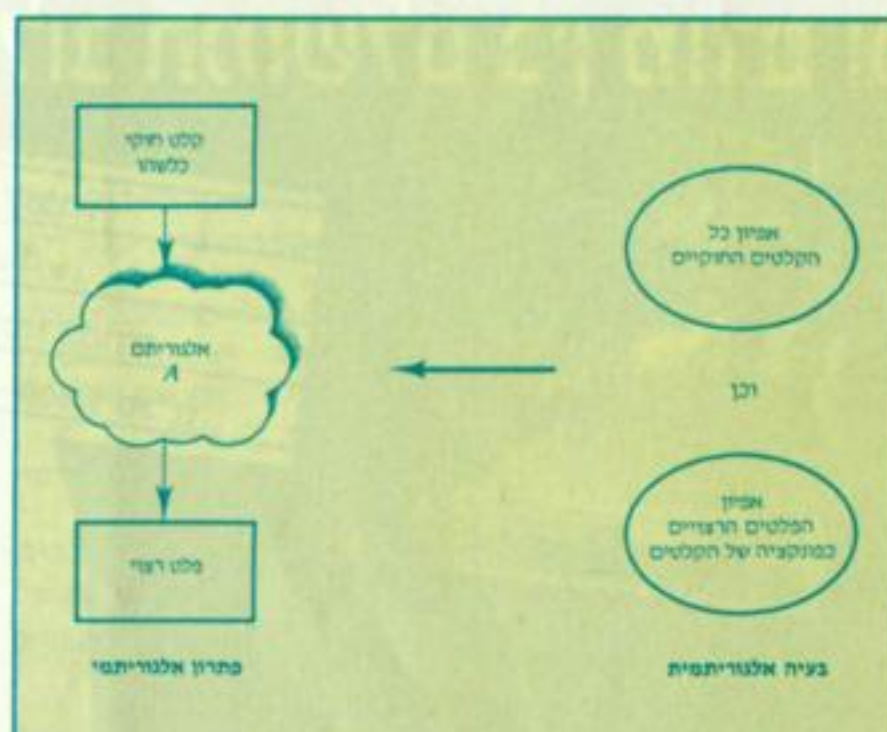 אפיון כל
הקלטים החוקיים
וכן
אפיון
הפלטים הרצויים
כפונקציה של הקלטים
בעיה אלגוריתמית
קלט חוקי
כלשהו
אלגוריתם
A
פלט רצוי
פתרון אלגוריתמי